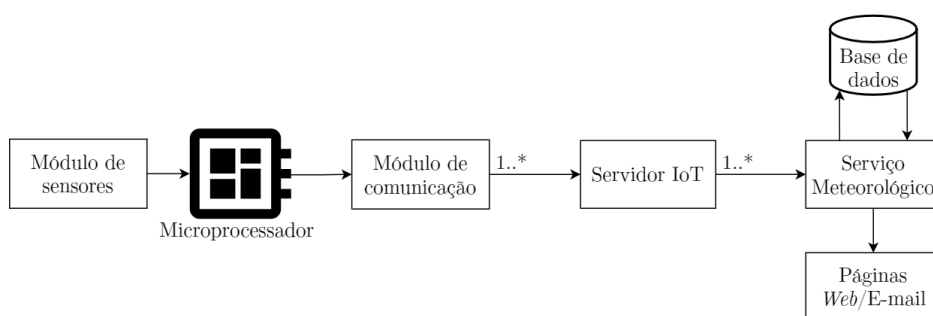 Base de
dados
Módulo de
sensores
Microprocessador
Módulo de
comunicação
1..*
Servidor IoT
1..*
Serviço
Meteorológico
Páginas
Web/E-mail